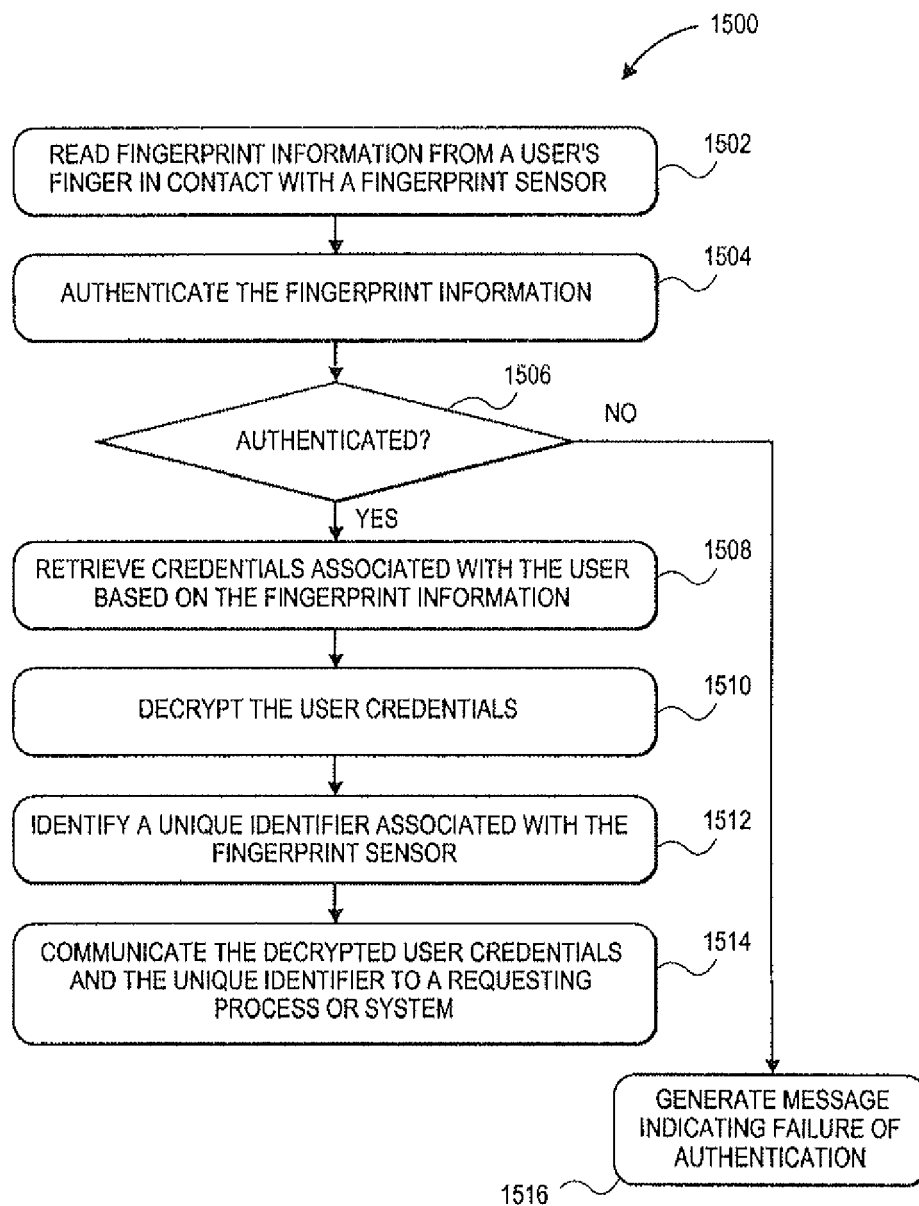 1500
READ FINGERPRINT INFORMATION FROM A USER'S
FINGER IN CONTACT WITH A FINGERPRINT SENSOR
1502
AUTHENTICATE THE FINGERPRINT INFORMATION
1504
AUTHENTICATED?
1506
NO
YES
RETRIEVE CREDENTIALS ASSOCIATED WITH THE USER
BASED ON THE FINGERPRINT INFORMATION
1508
DECRYPT THE USER CREDENTIALS
1510
IDENTIFY A UNIQUE IDENTIFIER ASSOCIATED WITH THE
FINGERPRINT SENSOR
1512
COMMUNICATE THE DECRYPTED USER CREDENTIALS
AND THE UNIQUE IDENTIFIER TO A REQUESTING
PROCESS OR SYSTEM
1514
GENERATE MESSAGE
INDICATING FAILURE OF
AUTHENTICATION
1516